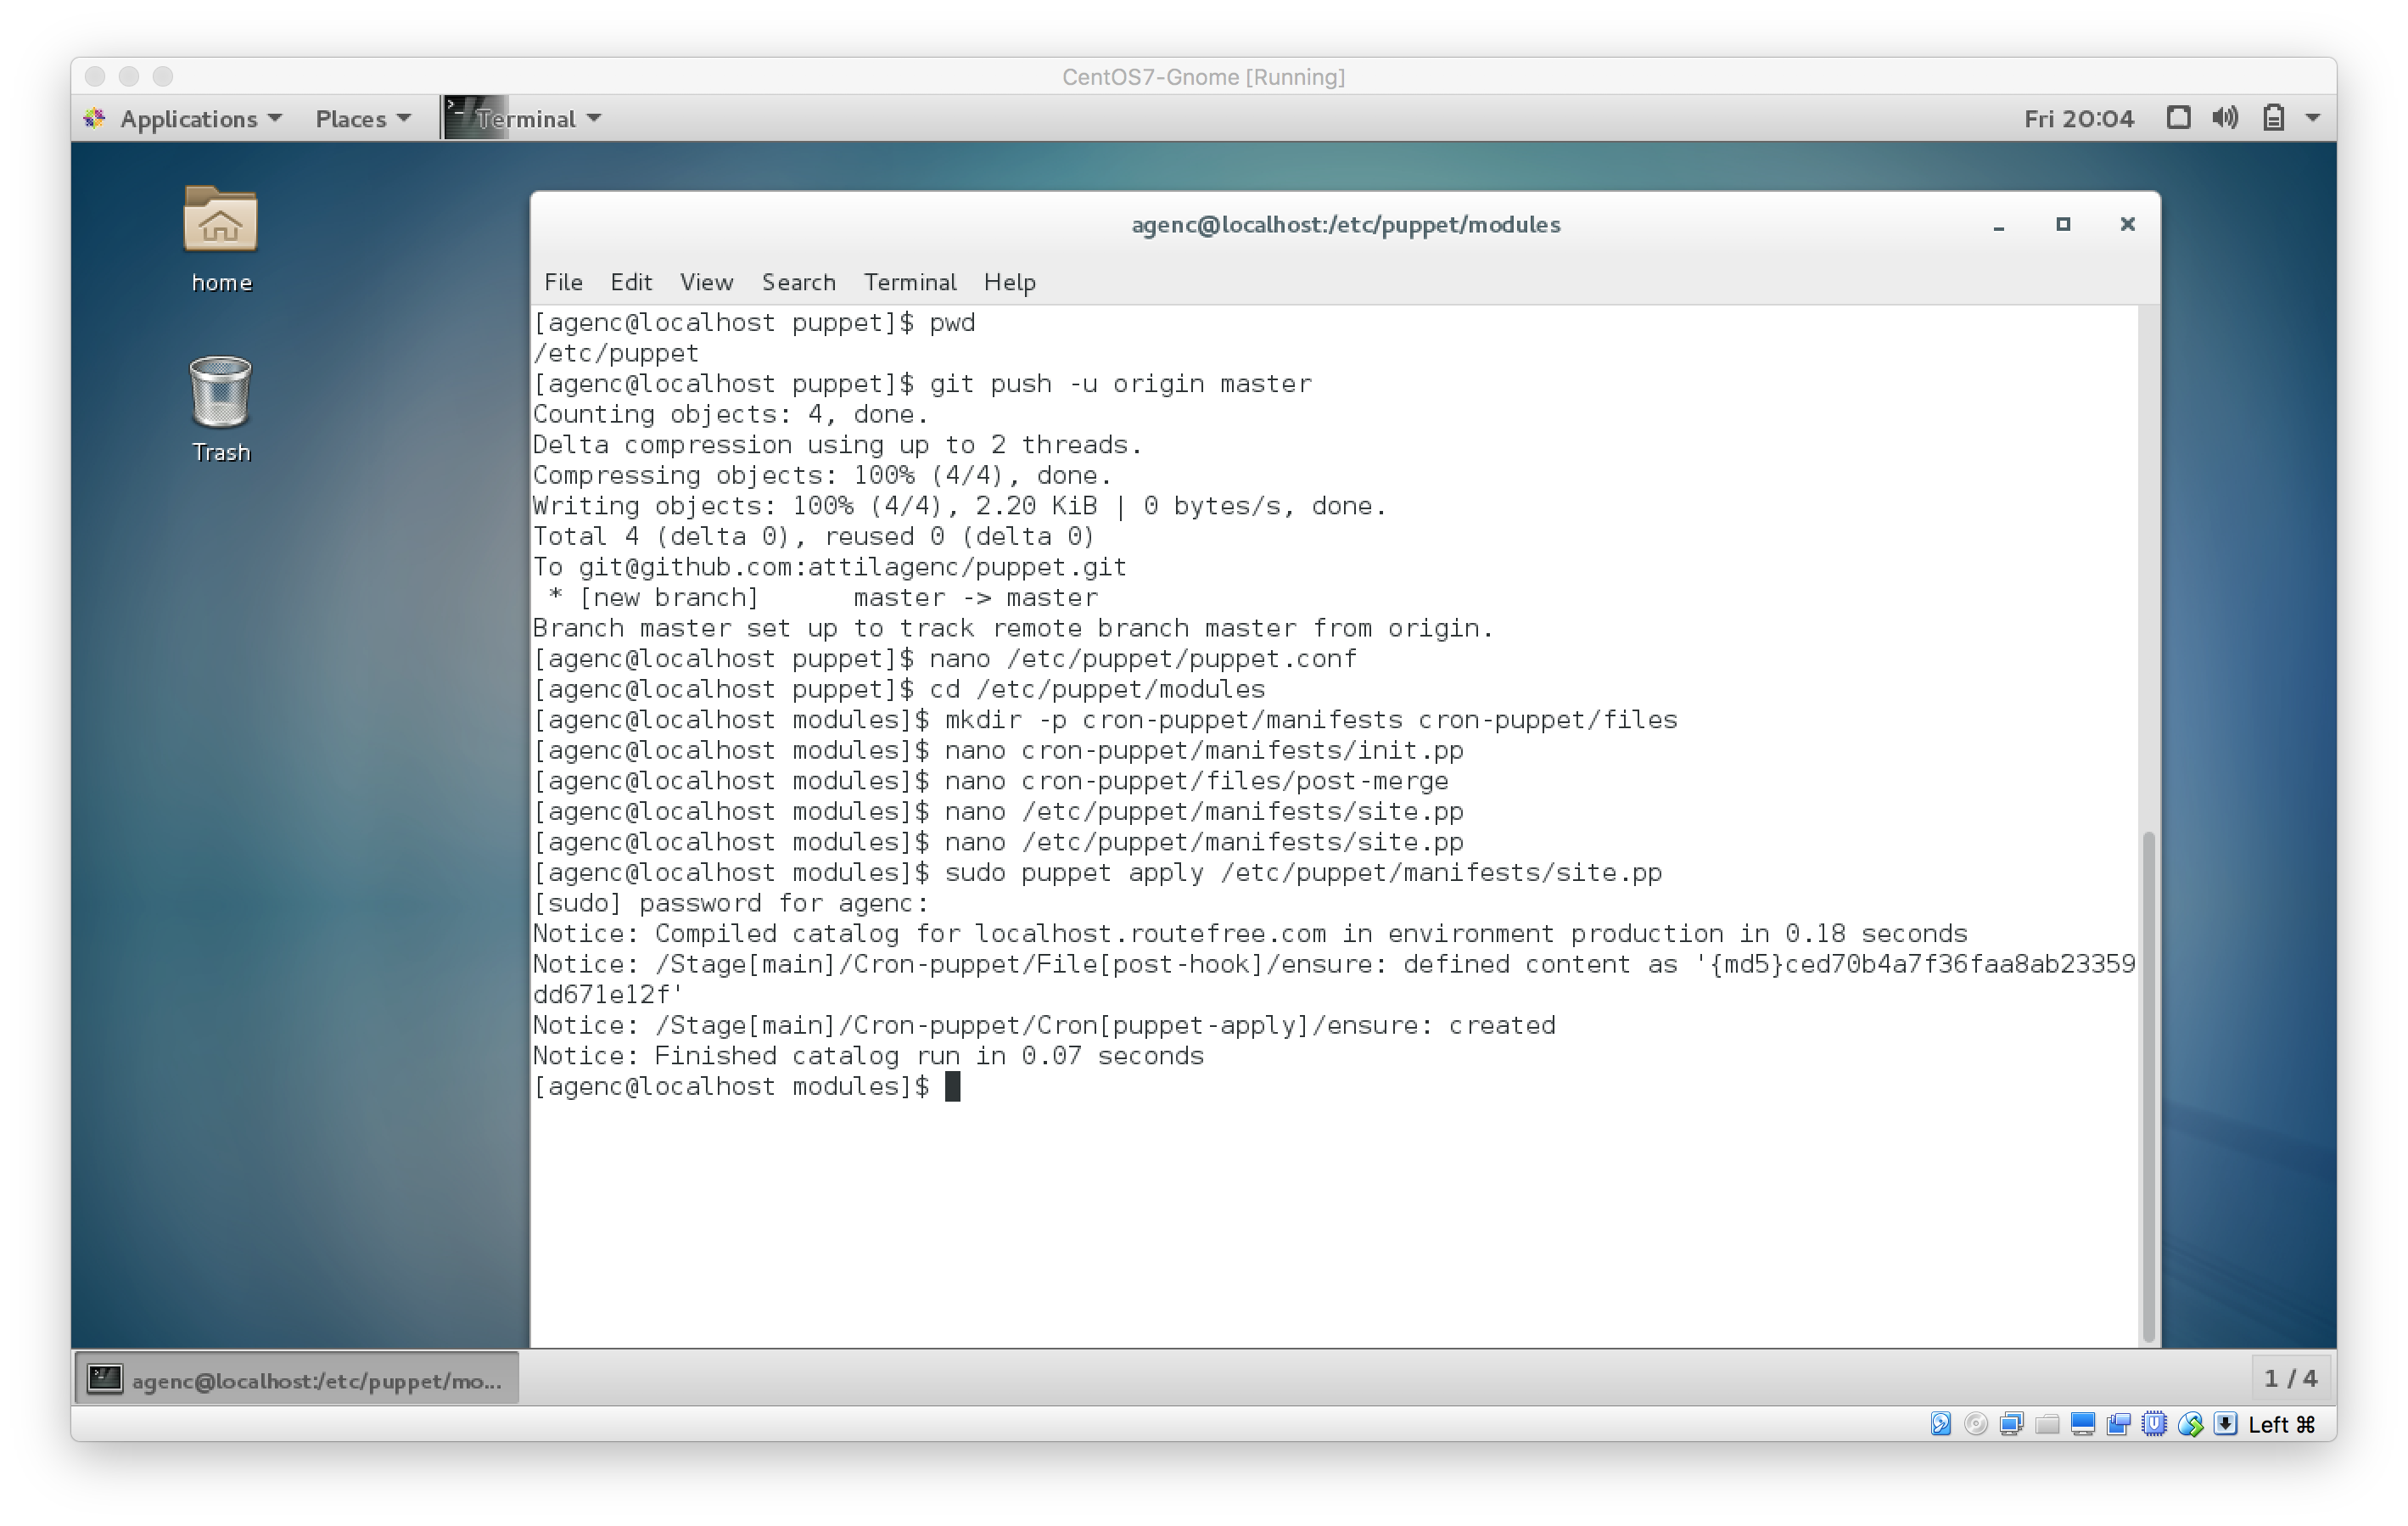 CentOS7-Gnome [Running]
Applications Places Terminal Fri 20:04
home
Trash
agenc@localhost:/etc/puppet/modules
File Edit View Search Terminal Help
[agenc@localhost puppet]$ pwd
/etc/puppet
[agenc@localhost puppet]$ git push -u origin master
Counting objects: 4, done.
Delta compression using up to 2 threads.
Compressing objects: 100% (4/4), done.
Writing objects: 100% (4/4), 2.20 KiB | 0 bytes/s, done.
Total 4 (delta 0), reused 0 (delta 0)
To git@github.com:attilagenc/puppet.git
 * [new branch]      master -> master
Branch master set up to track remote branch master from origin.
[agenc@localhost puppet]$ nano /etc/puppet/puppet.conf
[agenc@localhost puppet]$ cd /etc/puppet/modules
[agenc@localhost modules]$ mkdir -p cron-puppet/manifests cron-puppet/files
[agenc@localhost modules]$ nano cron-puppet/manifests/init.pp
[agenc@localhost modules]$ nano cron-puppet/files/post-merge
[agenc@localhost modules]$ nano /etc/puppet/manifests/site.pp
[agenc@localhost modules]$ nano /etc/puppet/manifests/site.pp
[agenc@localhost modules]$ sudo puppet apply /etc/puppet/manifests/site.pp
[sudo] password for agenc:
Notice: Compiled catalog for localhost.routefree.com in environment production in 0.18 seconds
Notice: /Stage[main]/Cron-puppet/File[post-hook]/ensure: defined content as '{md5}ced70b4a7f36faa8ab23359
dd671e12f'
Notice: /Stage[main]/Cron-puppet/Cron[puppet-apply]/ensure: created
Notice: Finished catalog run in 0.07 seconds
[agenc@localhost modules]$
agenc@localhost:/etc/puppet/mo...
1 / 4
Left ⌘